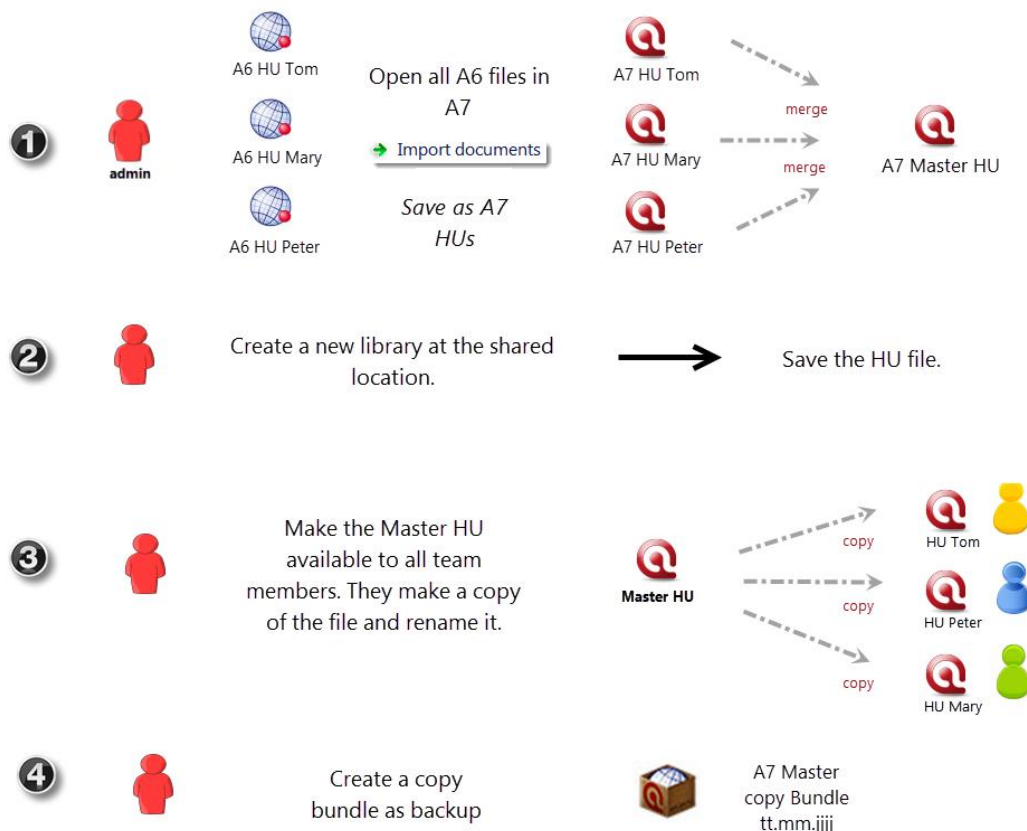 1
admin
A6 HU Tom
A6 HU Mary
A6 HU Peter
Open all A6 files in
A7
Import documents
Save as A7
HUs
A7 HU Tom
A7 HU Mary
A7 HU Peter
merge
merge
A7 Master HU
2
Create a new library at the shared
location.
Save the HU file.
3
Make the Master HU
available to all team
members. They make a copy
of the file and rename it.
Master HU
copy
copy
copy
HU Tom
HU Peter
HU Mary
4
Create a copy
bundle as backup
A7 Master
copy Bundle
tt.mm.jjjj